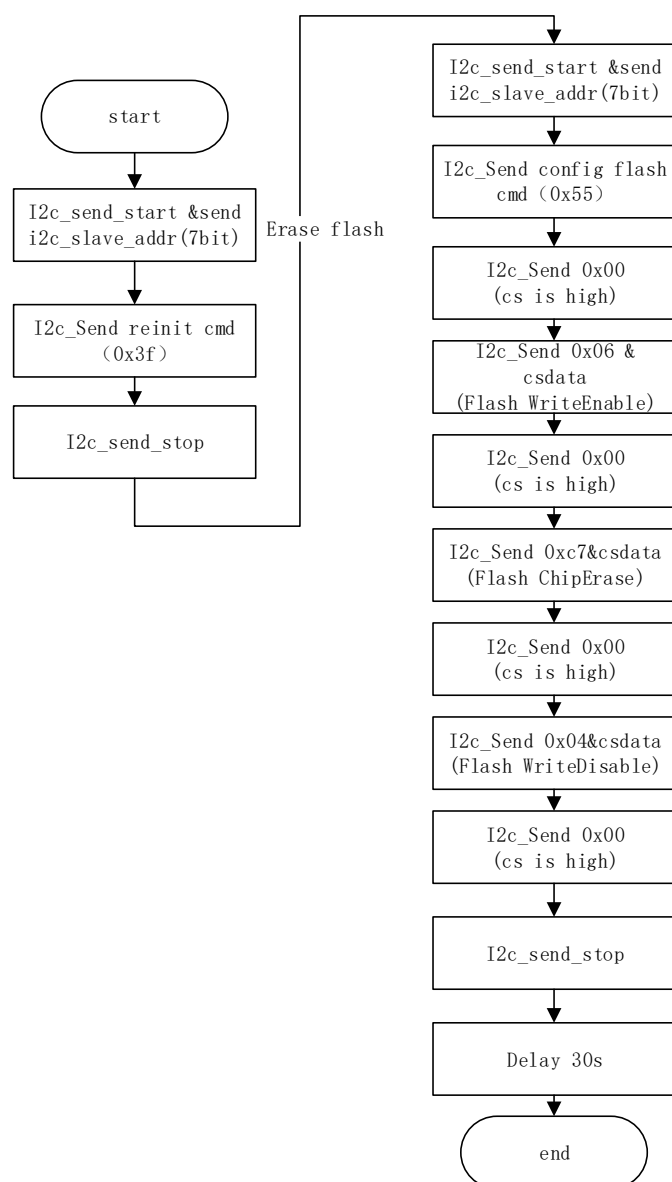 start
I2c_send_start &send
i2c_slave_addr(7bit)
I2c_Send reinit cmd
（0x3f）
I2c_send_stop
Erase flash
I2c_send_start &send
i2c_slave_addr(7bit)
I2c_Send config flash
cmd（0x55）
I2c_Send 0x00
(cs is high)
I2c_Send 0x06 &
csdata
(Flash WriteEnable)
I2c_Send 0x00
(cs is high)
I2c_Send 0xc7&csdata
(Flash ChipErase)
I2c_Send 0x00
(cs is high)
I2c_Send 0x04&csdata
(Flash WriteDisable)
I2c_Send 0x00
(cs is high)
I2c_send_stop
Delay 30s
end